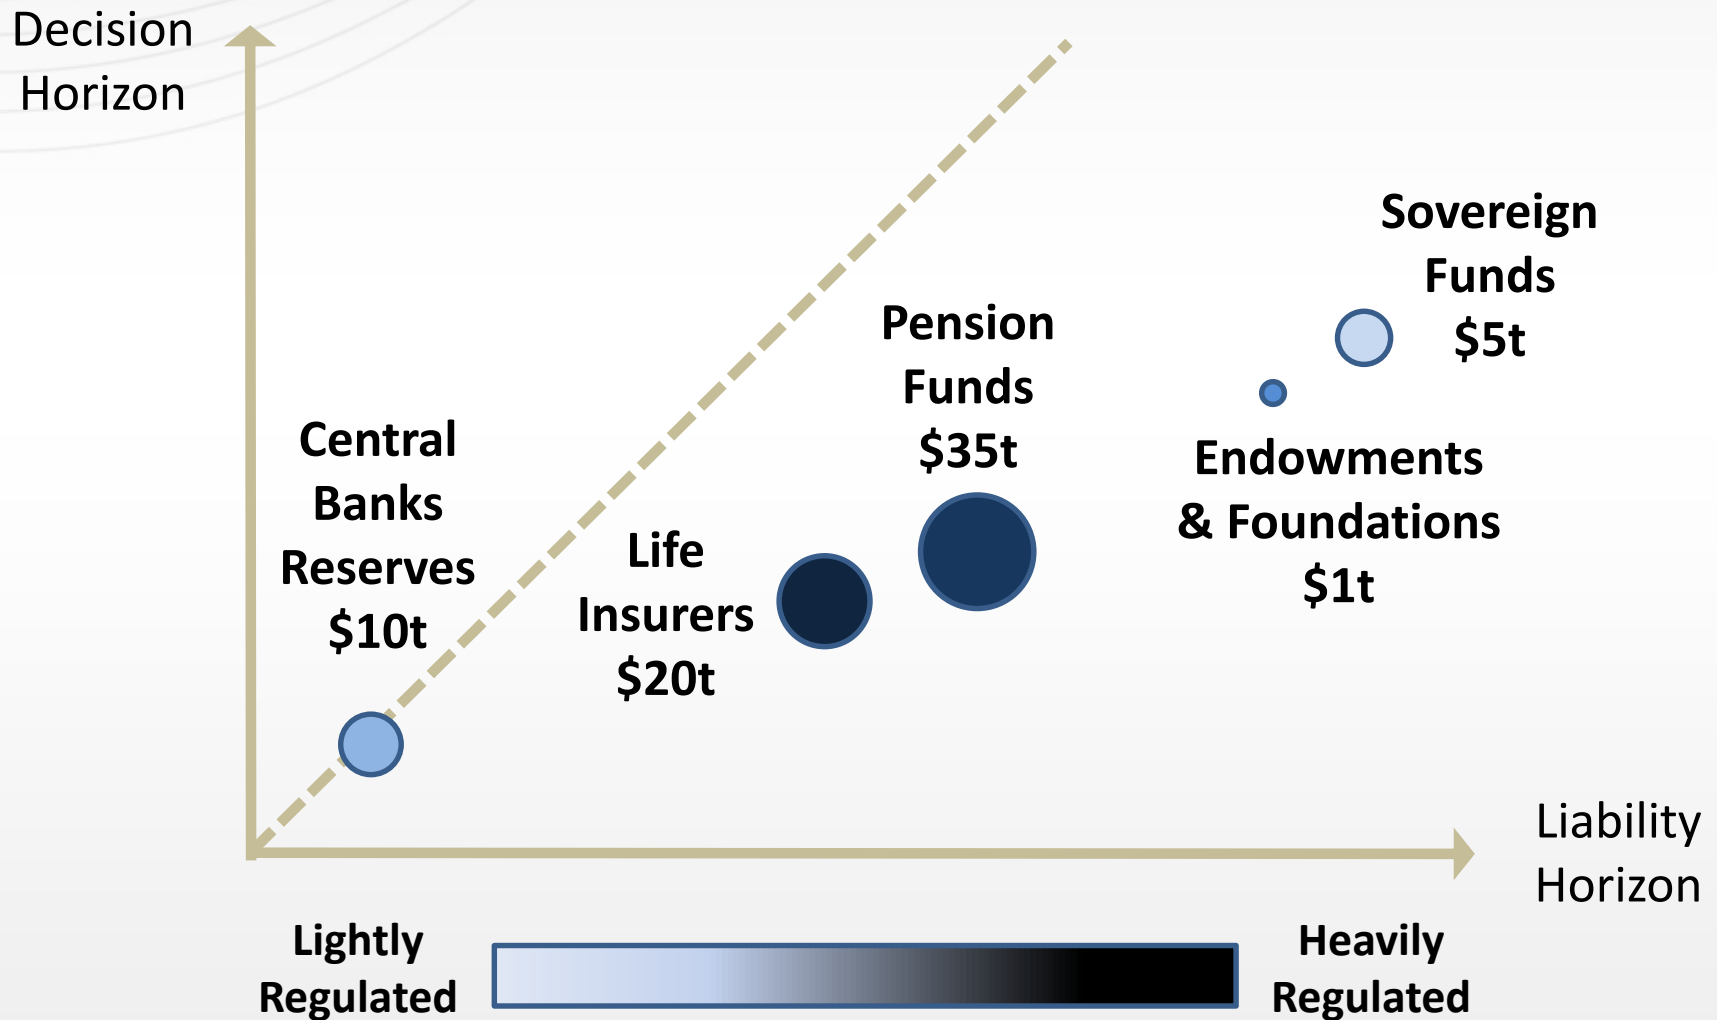 Decision
Horizon
Sovereign
Funds
$5t
Pension
Funds
$35t
Central
Banks
Reserves
$10t
Endowments
& Foundations
$1t
Life
Insurers
$20t
Liability
Horizon
Lightly
Regulated
Heavily
Regulated